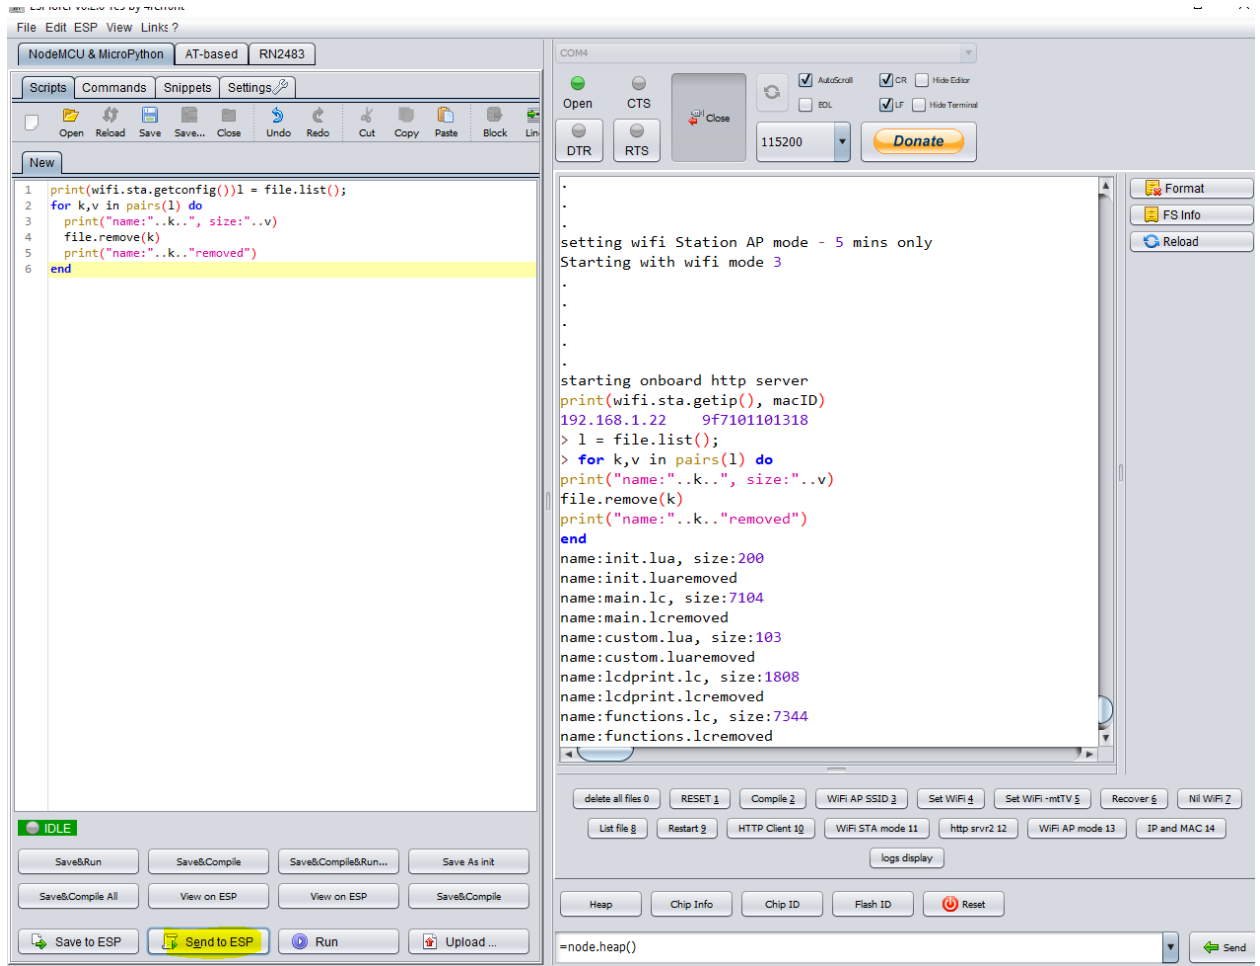 ESPlorer v0.2.0-rc5 by 4refr0nt
File Edit ESP View Links ?
NodeMCU & MicroPython AT-based RN2483
Scripts Commands Snippets Settings
Open Reload Save Save... Close Undo Redo Cut Copy Paste Block Lin
New
1 print(wifi.sta.getconfig())l = file.list();
2 for k,v in pairs(l) do
3 print("name:"..k..", size:"..v)
4 file.remove(k)
5 print("name:"..k.."removed")
6 end
IDLE
Save&Run Save&Compile Save&Compile&Run... Save As init
Save&Compile All View on ESP View on ESP Save&Compile
Save to ESP Send to ESP Run Upload ...
COM4
Open CTS Close AutoScroll CR Hide Editor
EOL LF Hide Terminal
DTR RTS 115200 Donate
.
.
.
setting wifi Station AP mode - 5 mins only
Starting with wifi mode 3
.
.
.
.
.
starting onboard http server
print(wifi.sta.getip(), macID)
192.168.1.22 9f7101101318
> l = file.list();
> for k,v in pairs(l) do
print("name:"..k..", size:"..v)
file.remove(k)
print("name:"..k.."removed")
end
name:init.lua, size:200
name:init.luaremoved
name:main.lc, size:7104
name:main.lcremoved
name:custom.lua, size:103
name:custom.luaremoved
name:lcdprint.lc, size:1808
name:lcdprint.lcremoved
name:functions.lc, size:7344
name:functions.lcremoved
Format
FS Info
Reload
delete all files 0 RESET 1 Compile 2 WiFi AP SSID 3 Set WiFi 4 Set WiFi -mtTV 5 Recover 6 Nil WiFi 7
List file 8 Restart 9 HTTP Client 10 WiFi STA mode 11 http srvr2 12 WiFi AP mode 13 IP and MAC 14
logs display
Heap Chip Info Chip ID Flash ID Reset
=node.heap() Send